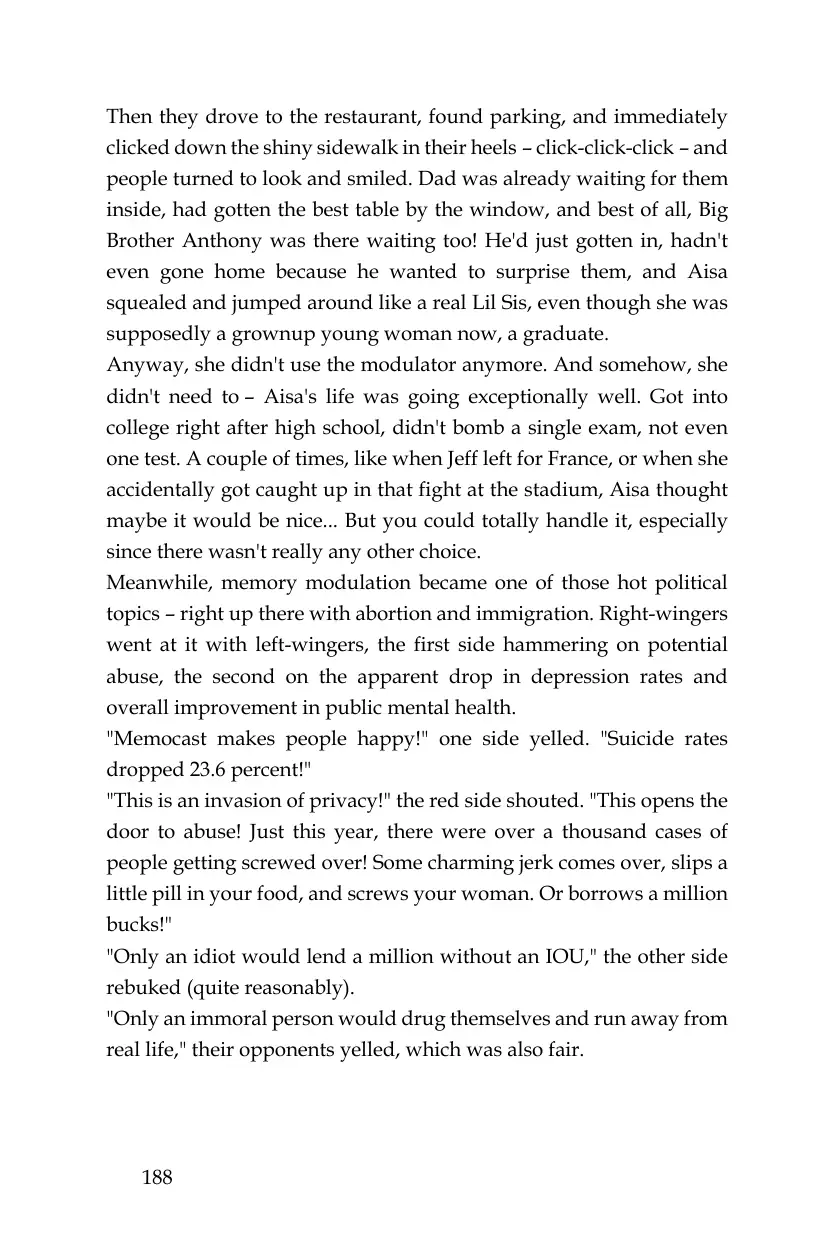 Then they drove to the restaurant, found parking, and immediately
clicked down the shiny sidewalk in their heels – click-click-click – and
people turned to look and smiled. Dad was already waiting for them
inside, had gotten the best table by the window, and best of all, Big
Brother Anthony was there waiting too! He'd just gotten in, hadn't
even gone home because he wanted to surprise them, and Aisa
squealed and jumped around like a real Lil Sis, even though she was
supposedly a grownup young woman now, a graduate.
Anyway, she didn't use the modulator anymore. And somehow, she
didn't need to – Aisa's life was going exceptionally well. Got into
college right after high school, didn't bomb a single exam, not even
one test. A couple of times, like when Jeff left for France, or when she
accidentally got caught up in that fight at the stadium, Aisa thought
maybe it would be nice... But you could totally handle it, especially
since there wasn't really any other choice.
Meanwhile, memory modulation became one of those hot political
topics – right up there with abortion and immigration. Right-wingers
went at it with left-wingers, the first side hammering on potential
abuse, the second on the apparent drop in depression rates and
overall improvement in public mental health.
"Memocast makes people happy!" one side yelled. "Suicide rates
dropped 23.6 percent!"
"This is an invasion of privacy!" the red side shouted. "This opens the
door to abuse! Just this year, there were over a thousand cases of
people getting screwed over! Some charming jerk comes over, slips a
little pill in your food, and screws your woman. Or borrows a million
bucks!"
"Only an idiot would lend a million without an IOU," the other side
rebuked (quite reasonably).
"Only an immoral person would drug themselves and run away from
real life," their opponents yelled, which was also fair.
188